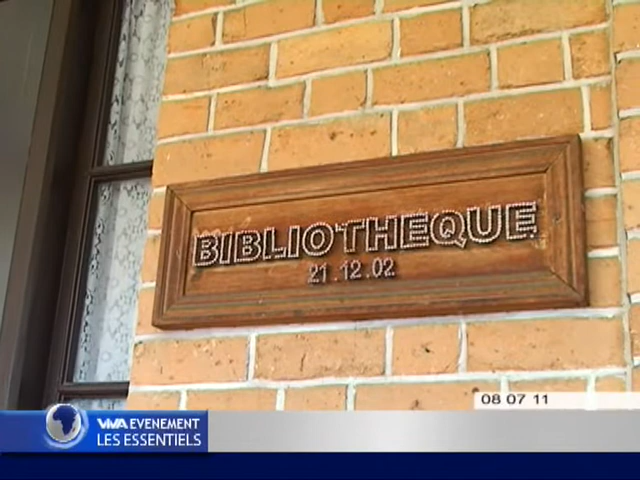 BIBLIOTHEQUE
21.12.02
08 07 11
VIVA EVENEMENT
LES ESSENTIELS